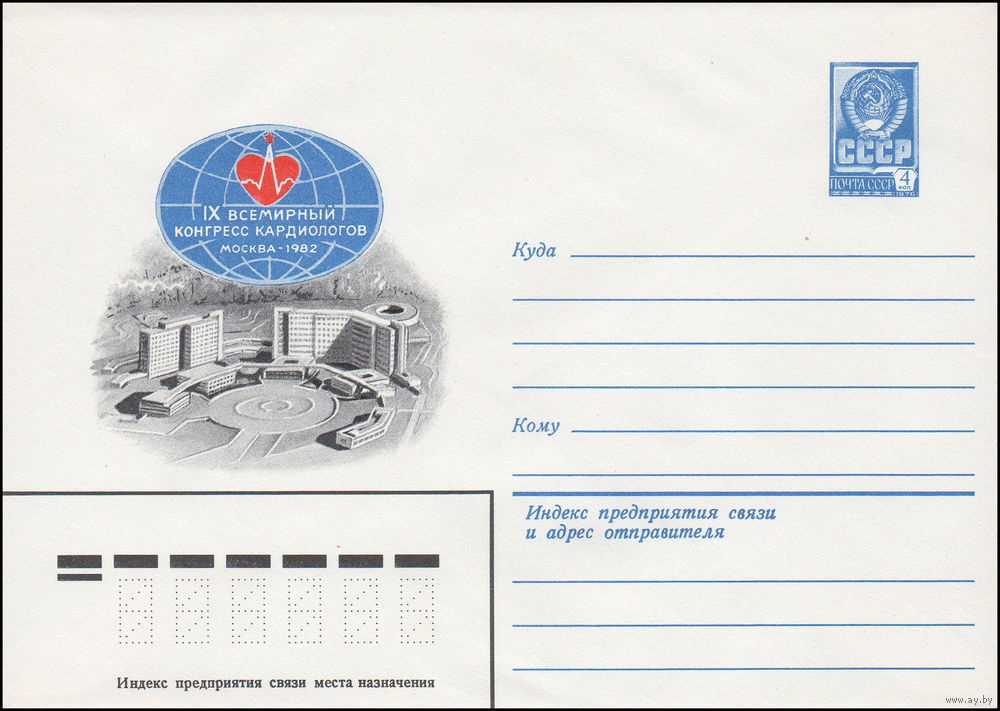 IX ВСЕМИРНЫЙ
КОНГРЕСС КАРДИОЛОГОВ
МОСКВА - 1982
СССР
ПОЧТА СССР
4
КОП
1976
Куда
Кому
Индекс предприятия связи
и адрес отправителя
Индекс предприятия связи места назначения
www.ay.by